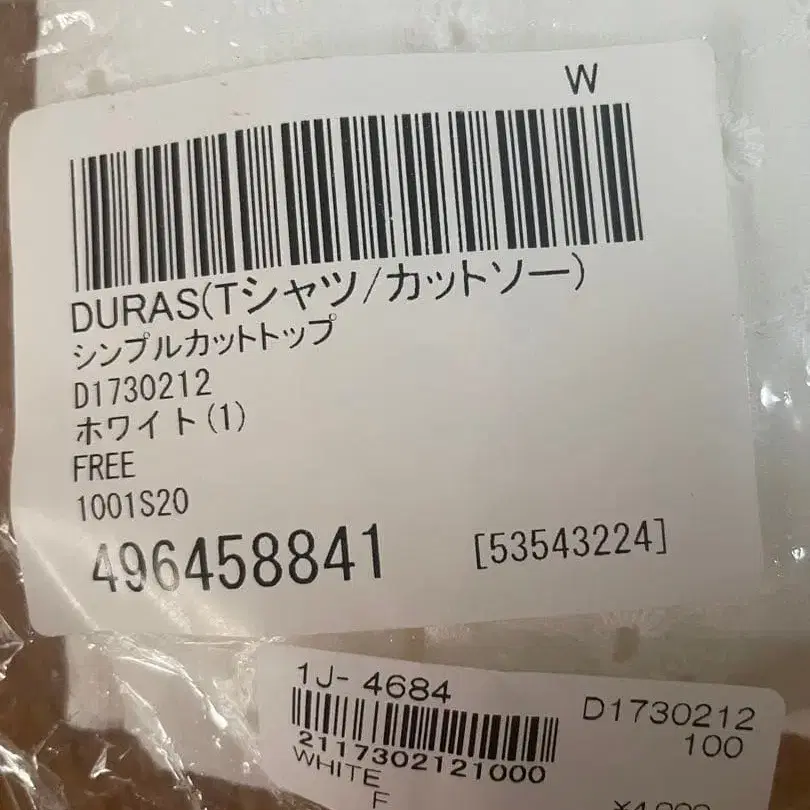 W
DURAS(Tシャツ/カットソー)
シンプルカットトップ
D1730212
ホワイト(1)
FREE
1001S20
496458841 [53543224]
1J- 4684
D1730212
100
2117302121000
WHITE
F